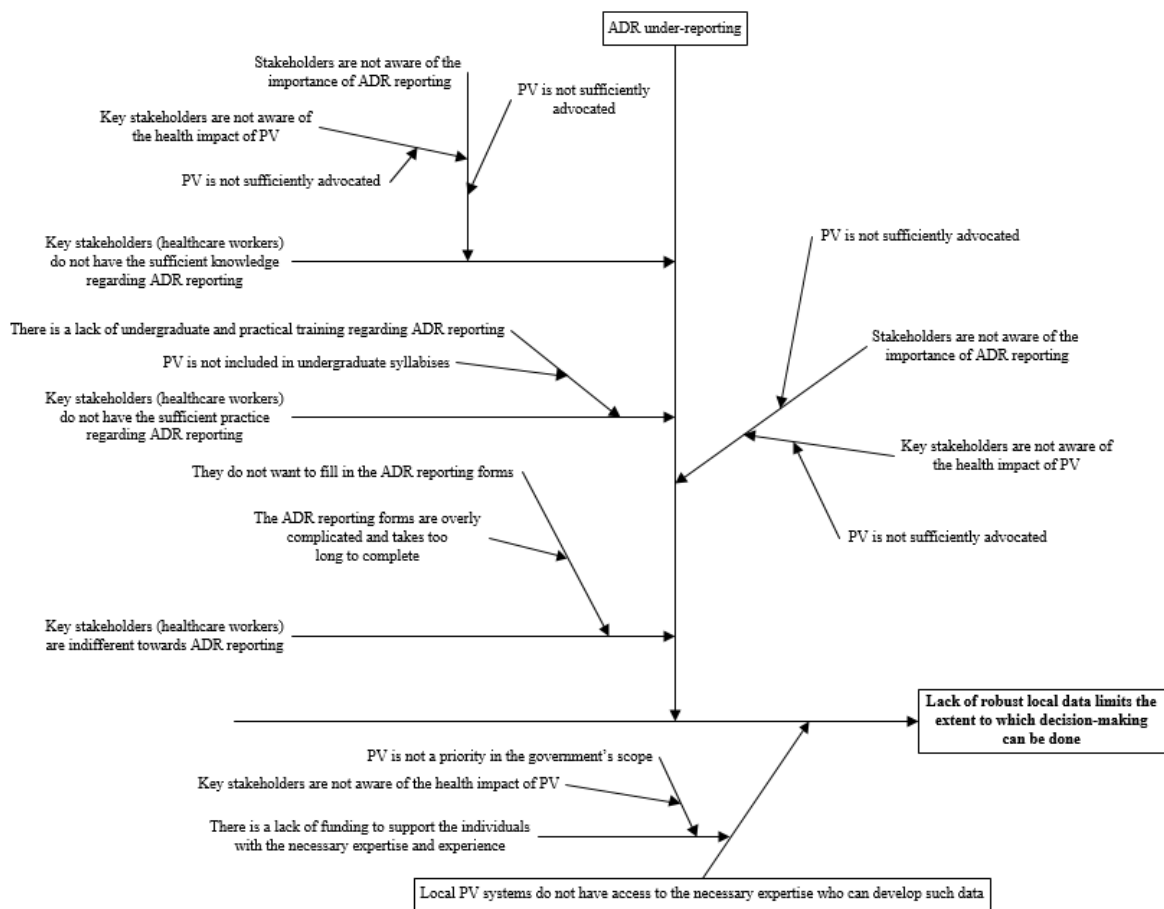 ADR under-reporting
Stakeholders are not aware of the
importance of ADR reporting
PV is not sufficiently
advocated
Key stakeholders are not aware of
the health impact of PV
PV is not sufficiently advocated
Key stakeholders (healthcare workers)
do not have the sufficient knowledge
regarding ADR reporting
PV is not sufficiently advocated
There is a lack of undergraduate and practical training regarding ADR reporting
Stakeholders are not aware of the
importance of ADR reporting
PV is not included in undergraduate syllabises
Key stakeholders (healthcare workers)
do not have the sufficient practice
regarding ADR reporting
Key stakeholders are not aware of
the health impact of PV
They do not want to fill in the ADR reporting forms
The ADR reporting forms are overly
complicated and takes too
long to complete
PV is not sufficiently advocated
Key stakeholders (healthcare workers)
are indifferent towards ADR reporting
Lack of robust local data limits the
extent to which decision-making
can be done
PV is not a priority in the government’s scope
Key stakeholders are not aware of the health impact of PV
There is a lack of funding to support the individuals
with the necessary expertise and experience
Local PV systems do not have access to the necessary expertise who can develop such data